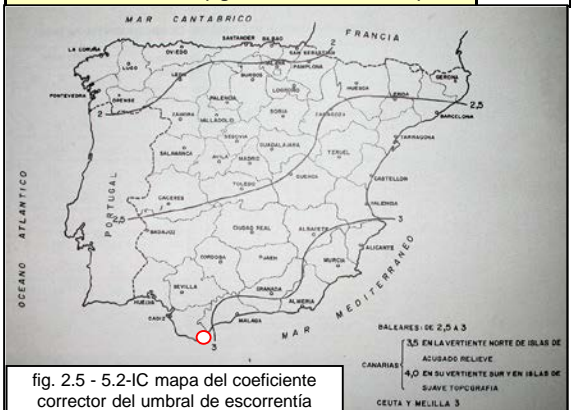 MAR CANTABRICO
FRANCIA
LA CORUÑA
OVIEDO
SANTANDER
BILBAO
SAN SEBASTIAN
2
LUGO
LEON
BURGOS
PAMPLONA
PONTEVEDRA
ORENSE
LOGROÑO
HUESCA
LERIDA
GERONA
2
PALENCIA
2,5
ZAMORA
VALLADOLID
SORIA
ZARAGOZA
BARCELONA
SEGOVIA
TARRAGONA
SALAMANCA
AVILA
MADRID
GUADALAJARA
TERUEL
CASTELLON
TOLEDO
CUENCA
CACERES
VALENCIA
2,5
PORTUGAL
OCEANO ATLANTICO
BADAJOZ
CIUDAD REAL
ALBACETE
3
ALICANTE
CORDOBA
JAEN
MURCIA
SEVILLA
GRANADA
HUELVA
ALMERIA
CADIZ
MALAGA
MAR MEDITERRANEO
3
BALEARES: DE 2,5 A 3
CANARIAS
3,5 EN LA VERTIENTE NORTE DE ISLAS DE
ACUSADO RELIEVE
4,0 EN SU VERTIENTE SUR Y EN ISLAS DE
SUAVE TOPOGRAFIA
CEUTA Y MELILLA 3
fig. 2.5 - 5.2-IC mapa del coeficiente
corrector del umbral de escorrentía